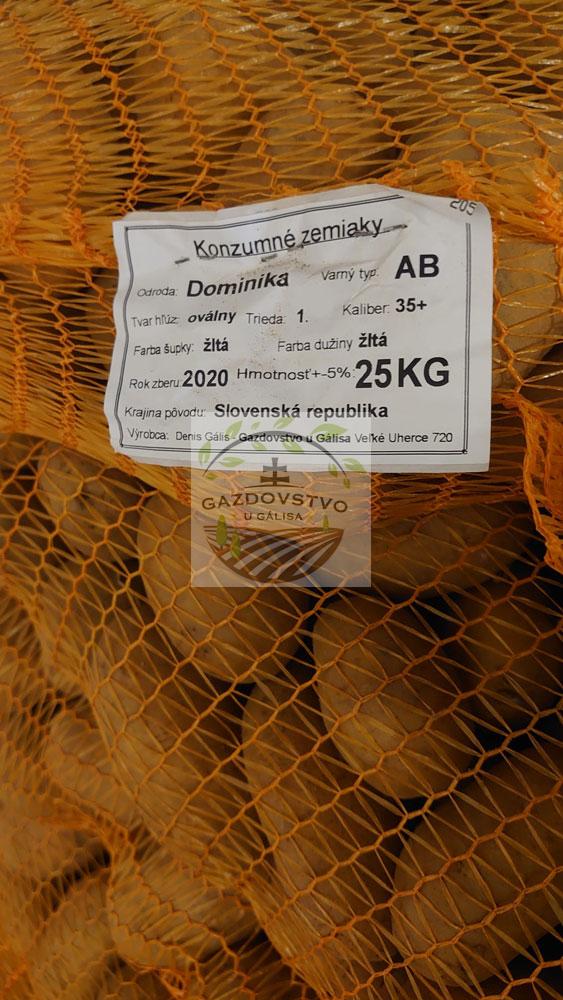 205
Konzumné zemiaky
Odroda: Dominika Varný typ: AB
Tvar hľúz: oválny Trieda: 1. Kaliber: 35+
Farba šupky: žltá Farba dužiny žltá
Rok zberu: 2020 Hmotnosť+-5%: 25KG
Krajina pôvodu: Slovenská republika
Výrobca: Denis Gális - Gazdovstvo u Gálisa Veľké Uherce 720
GAZDOVSTVO
U GÁLISA